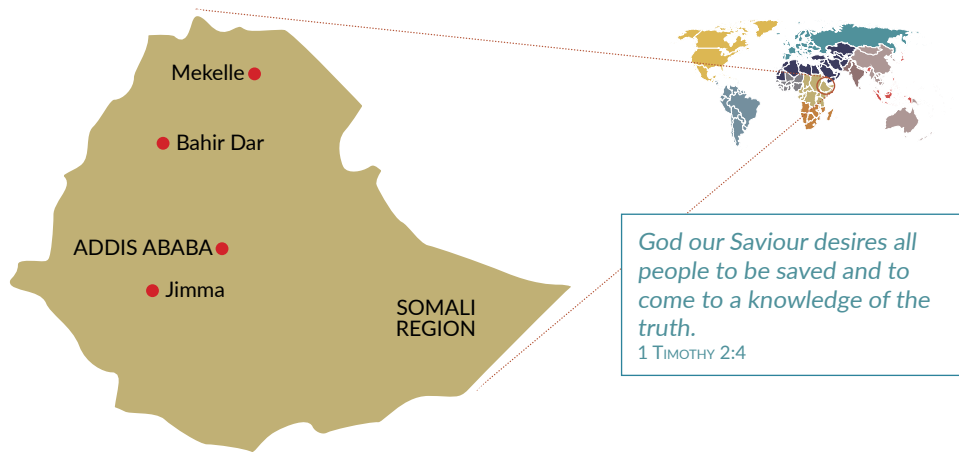 Mekelle
Bahir Dar
ADDIS ABABA
Jimma
SOMALI
REGION
God our Saviour desires all
people to be saved and to
come to a knowledge of the
truth.
1 Timothy 2:4